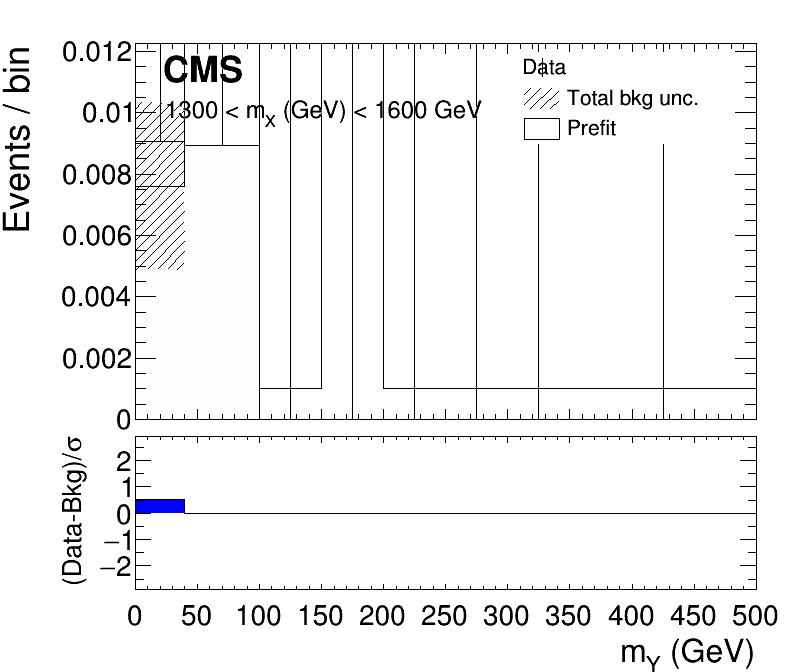 Events / bin
0.012
0.01
0.008
0.006
0.004
0.002
0
CMS
1300 < mX (GeV) < 1600 GeV
Data
Total bkg unc.
Prefit
(Data-Bkg)/σ
2
1
0
−1
−2
0 50 100 150 200 250 300 350 400 450 500
mY (GeV)